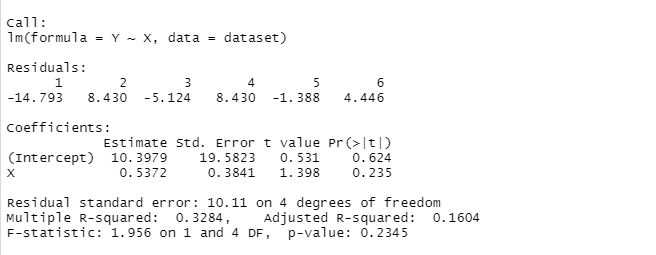 Call:
lm(formula = Y ~ X, data = dataset)
Residuals:
1 2 3 4 5 6
-14.793 8.430 -5.124 8.430 -1.388 4.446
Coefficients:
Estimate Std. Error t value Pr(>|t|)
(Intercept) 10.3979 19.5823 0.531 0.624
X 0.5372 0.3841 1.398 0.235
Residual standard error: 10.11 on 4 degrees of freedom
Multiple R-squared: 0.3284, Adjusted R-squared: 0.1604
F-statistic: 1.956 on 1 and 4 DF, p-value: 0.2345